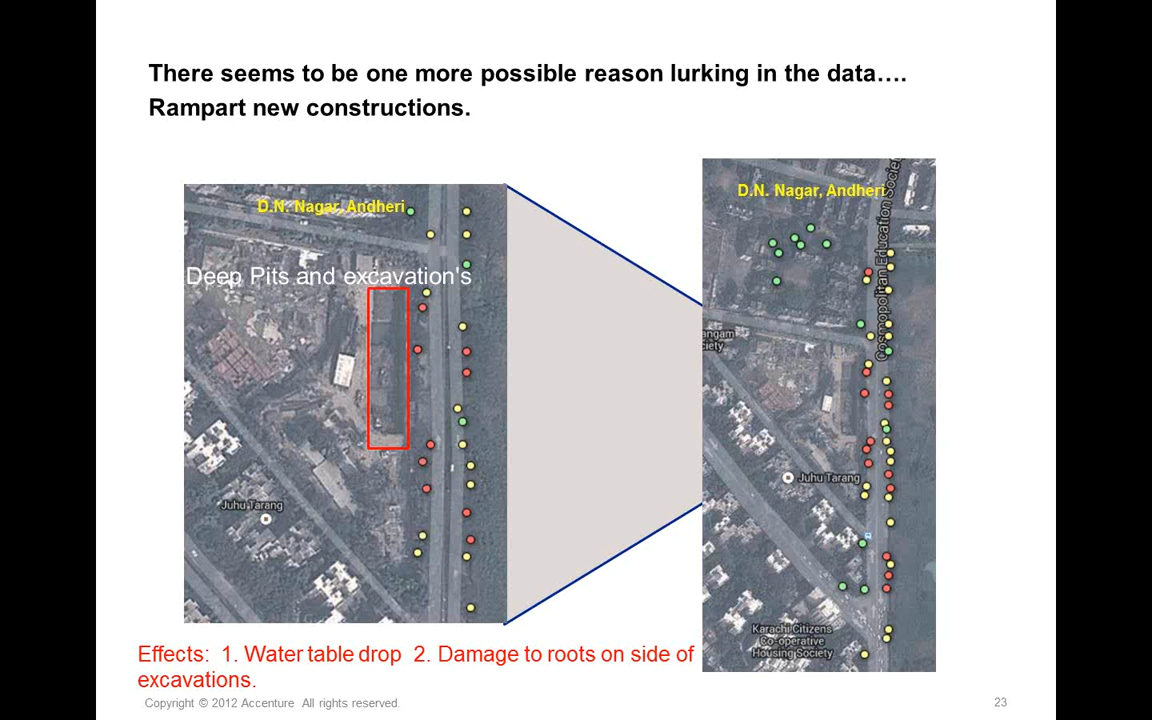 There seems to be one more possible reason lurking in the data….
Rampart new constructions.
D.N. Nagar, Andheri
Deep Pits and excavation's
Juhu Tarang
D.N. Nagar, Andheri
Cosmopolitan Education Society
angam
ciety
Juhu Tarang
Karachi Citizens
Co-operative
Housing Society
Effects: 1. Water table drop 2. Damage to roots on side of
excavations.
Copyright © 2012 Accenture All rights reserved.
23